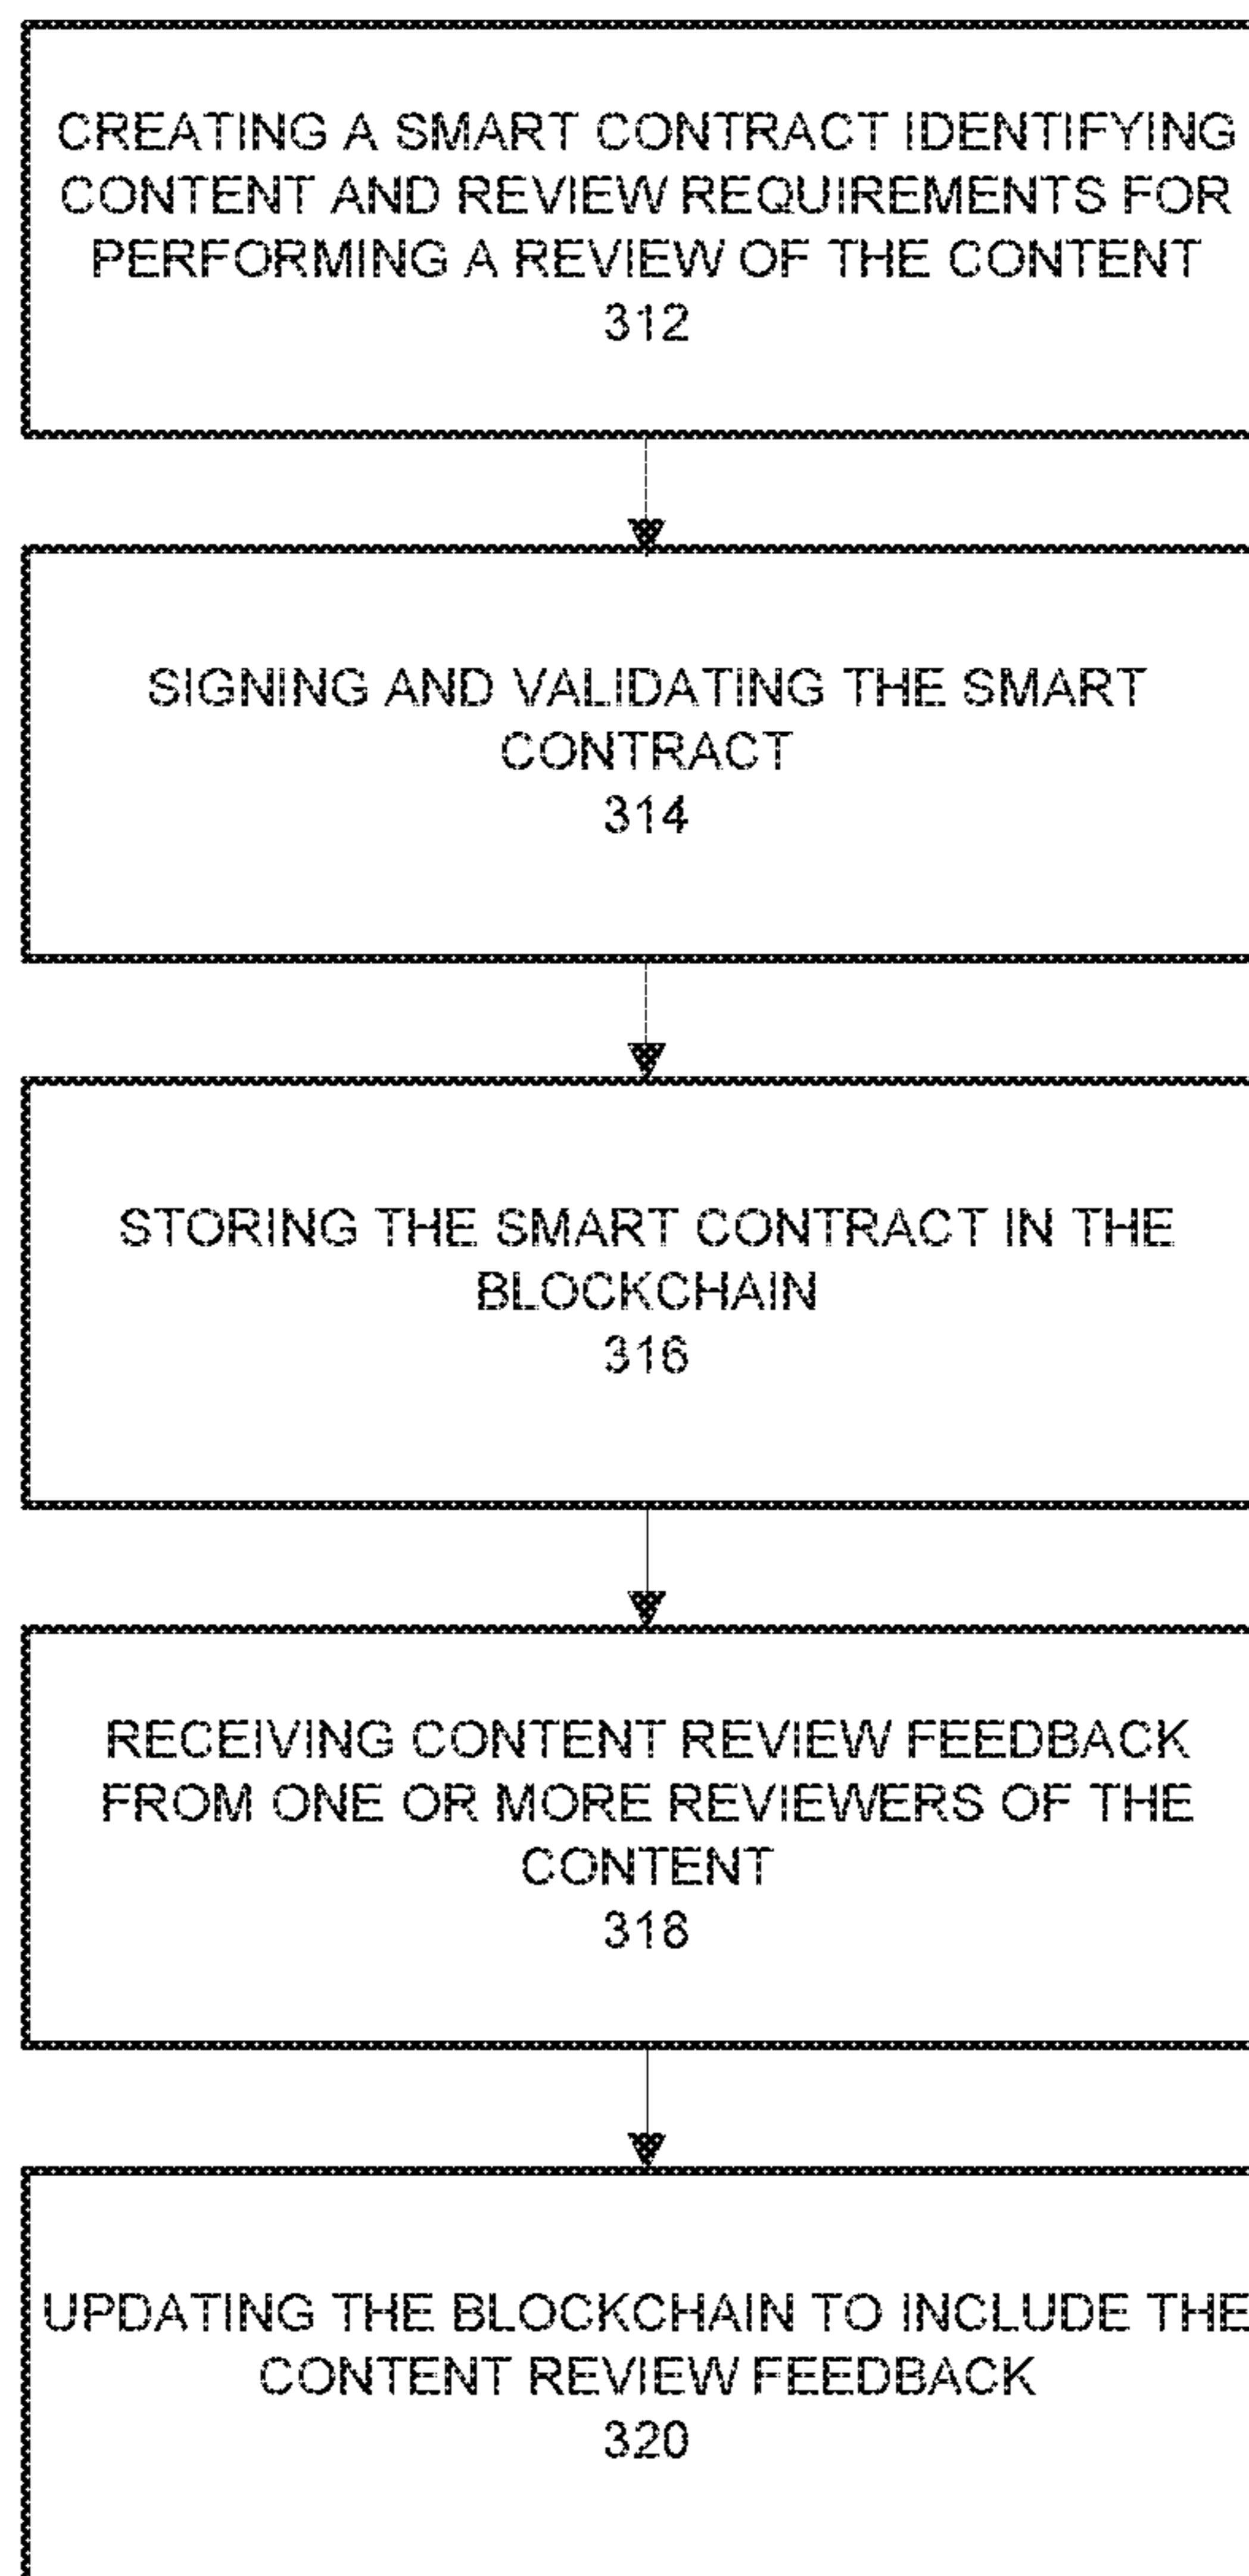 CREATING A SMART CONTRACT IDENTIFYING
CONTENT AND REVIEW REQUIREMENTS FOR
PERFORMING A REVIEW OF THE CONTENT
312
SIGNING AND VALIDATING THE SMART
CONTRACT
314
STORING THE SMART CONTRACT IN THE
BLOCKCHAIN
316
RECEIVING CONTENT REVIEW FEEDBACK
FROM ONE OR MORE REVIEWERS OF THE
CONTENT
318
UPDATING THE BLOCKCHAIN TO INCLUDE THE
CONTENT REVIEW FEEDBACK
320